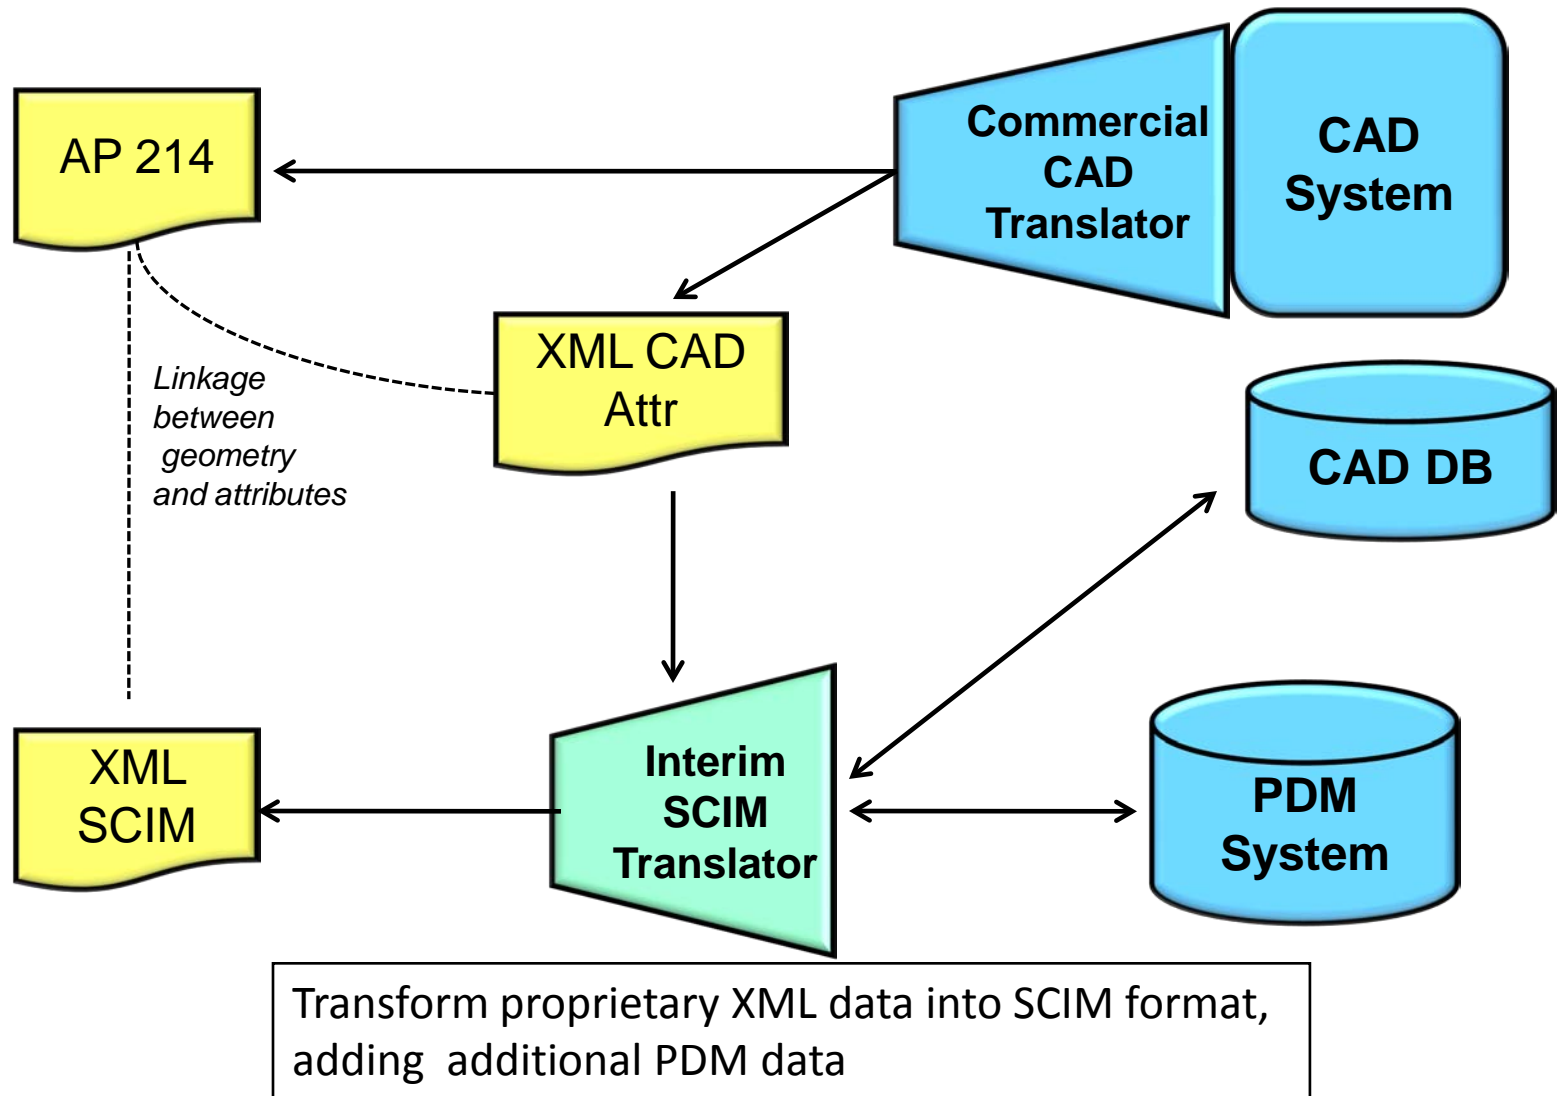 AP 214
Commercial
CAD
Translator
CAD
System
XML CAD
Attr
Linkage
between
geometry
and attributes
CAD DB
XML
SCIM
Interim
SCIM
Translator
PDM
System
Transform proprietary XML data into SCIM format,
adding additional PDM data